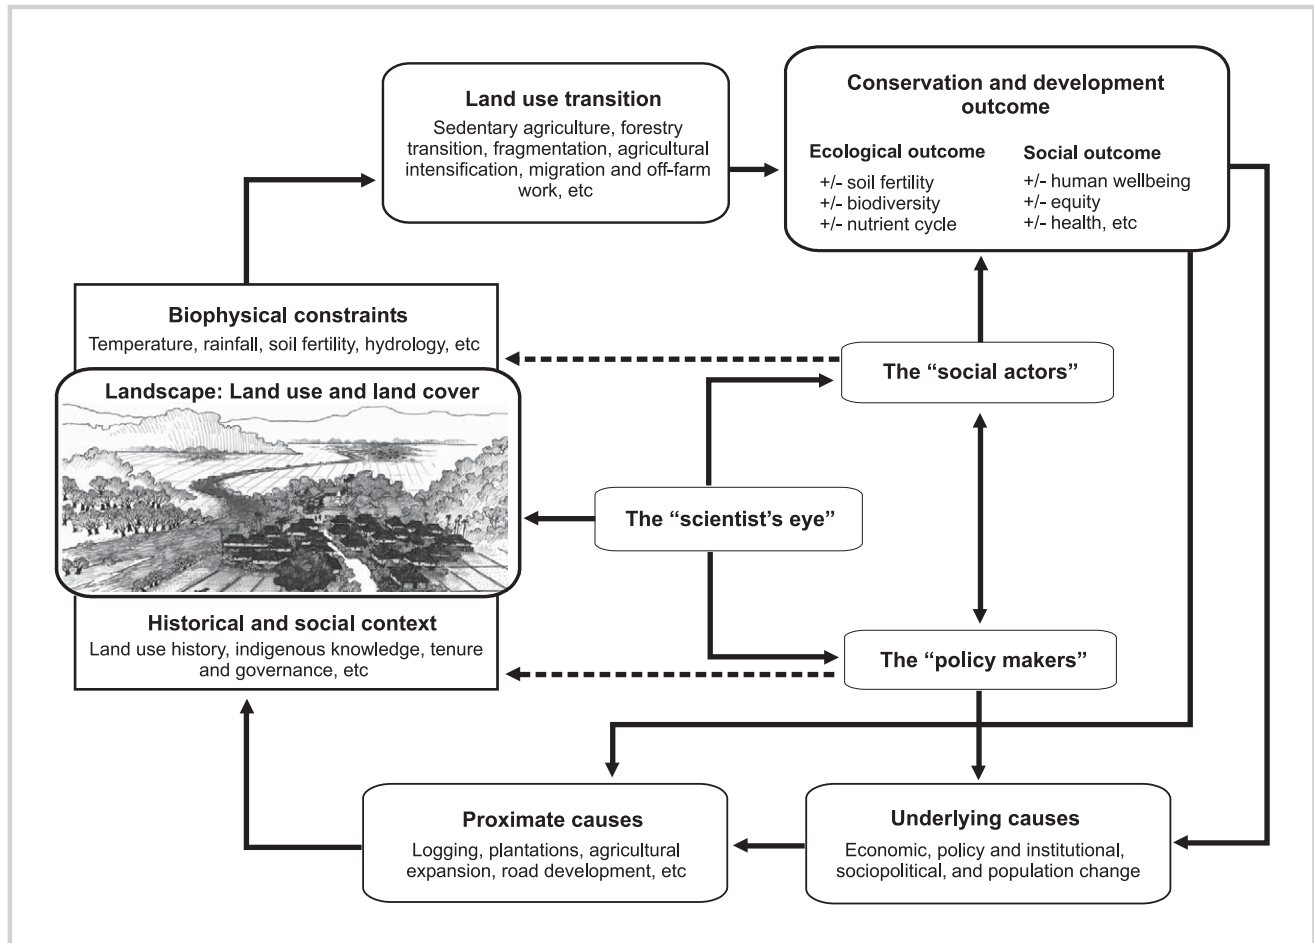 Land use transition
Sedentary agriculture, forestry
transition, fragmentation, agricultural
intensification, migration and off-farm
work, etc
Conservation and development
outcome
Ecological outcome
+/- soil fertility
+/- biodiversity
+/- nutrient cycle
Social outcome
+/- human wellbeing
+/- equity
+/- health, etc
Biophysical constraints
Temperature, rainfall, soil fertility, hydrology, etc
Landscape: Land use and land cover
The “social actors”
The “scientist’s eye”
Historical and social context
Land use history, indigenous knowledge, tenure
and governance, etc
The “policy makers”
Proximate causes
Logging, plantations, agricultural
expansion, road development, etc
Underlying causes
Economic, policy and institutional,
sociopolitical, and population change